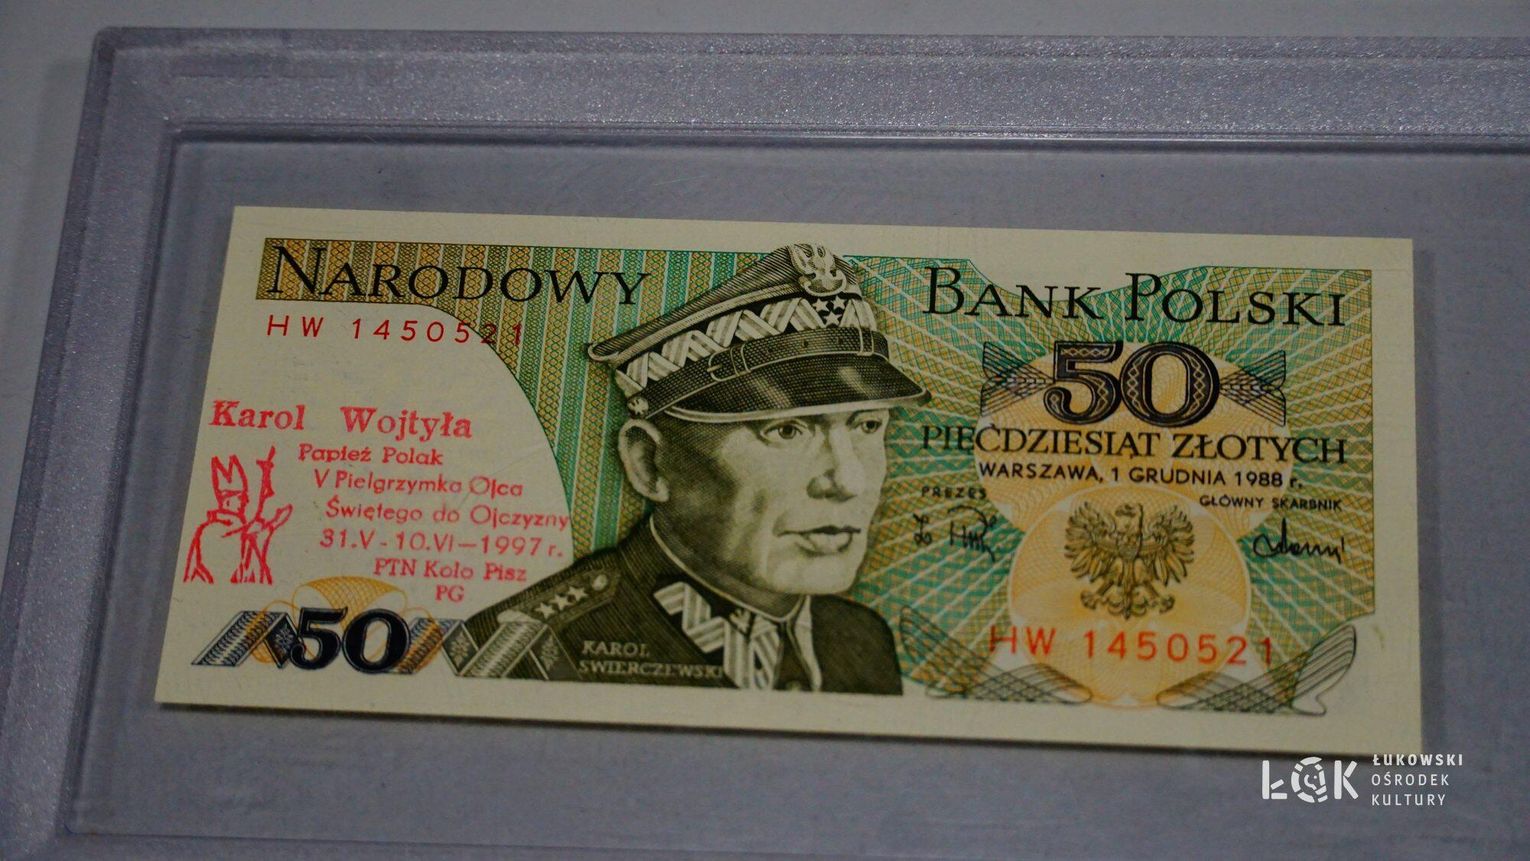 NARODOWY BANK POLSKI
HW 1450521
50
PIĘĆDZIESIĄT ZŁOTYCH
WARSZAWA, 1 GRUDNIA 1988 r.
PREZES
GŁÓWNY SKARBNIK
Karol Wojtyła
Papież Polak
V Pielgrzymka Ojca
Świętego do Ojczyzny
31.V-10.VI-1997 r.
PTN Koło Pisz
PG
50
KAROL
ŚWIERCZEWSKI
HW 1450521
ŁOK
ŁUKOWSKI
OŚRODEK
KULTURY